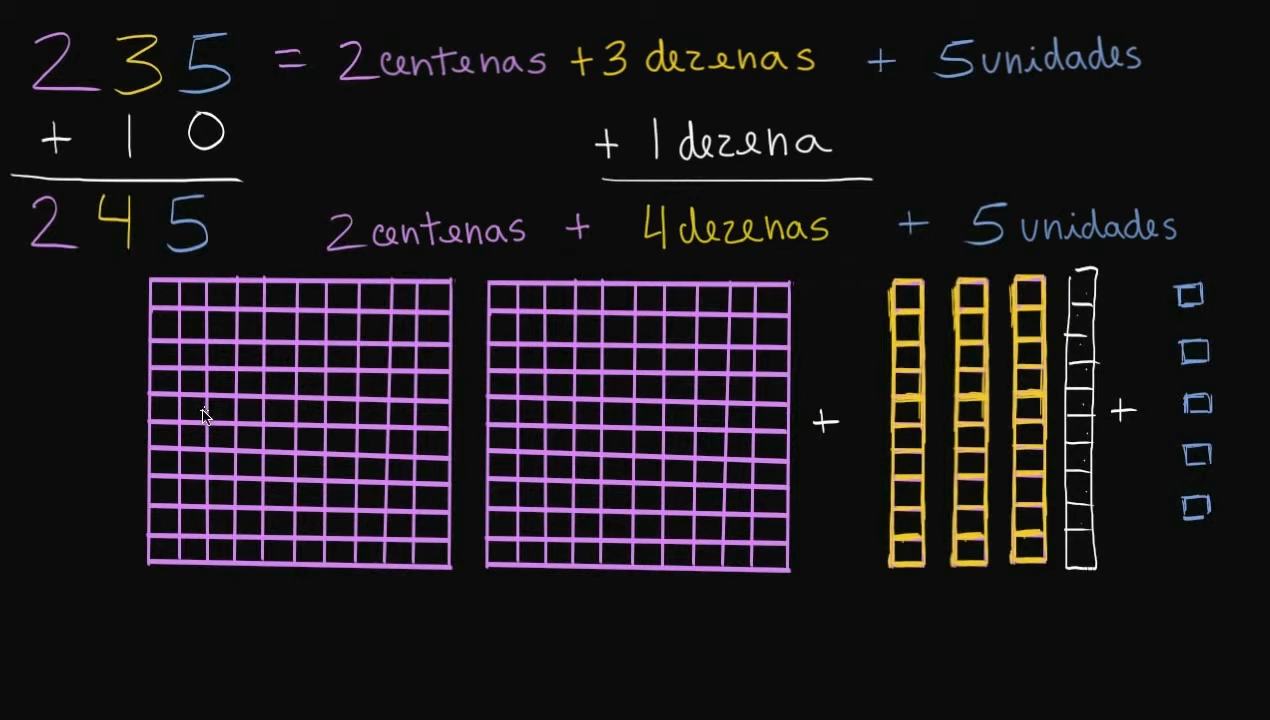 235 = 2 centenas + 3 dezenas + 5 unidades
+ 10 + 1 dezena
245 2 centenas + 4 dezenas + 5 unidades
+ +